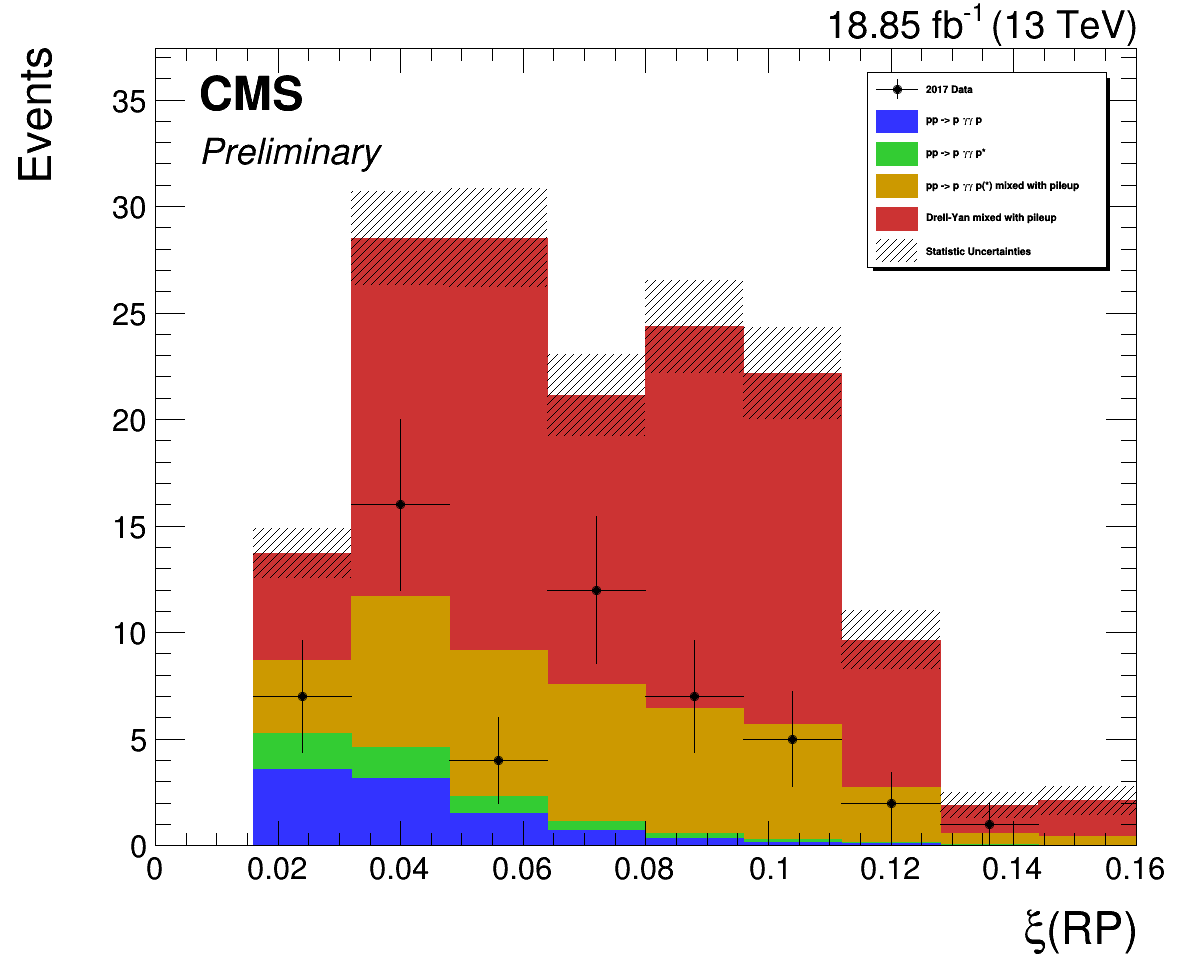 18.85 fb-1 (13 TeV)
Events
CMS
Preliminary
2017 Data
pp -> p γγ p
pp -> p γγ p*
pp -> p γγ p(*) mixed with pileup
Drell-Yan mixed with pileup
Statistic Uncertainties
35
30
25
20
15
10
5
0
0 0.02 0.04 0.06 0.08 0.1 0.12 0.14 0.16
ξ(RP)